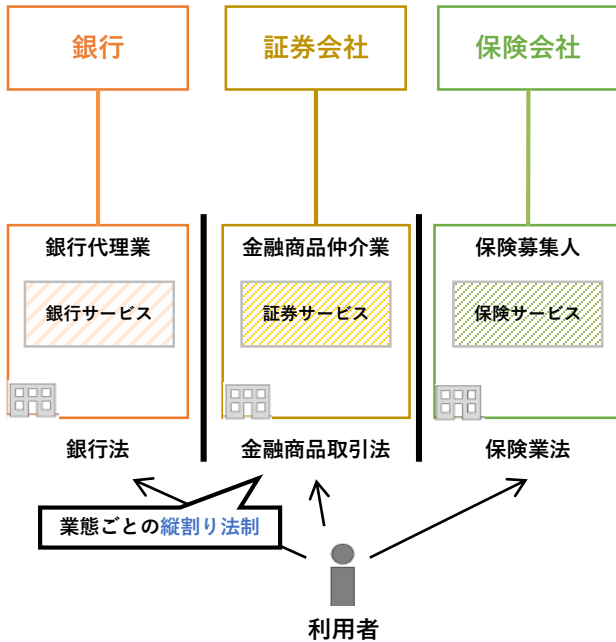 銀行
証券会社
保険会社
銀行代理業
金融商品仲介業
保険募集人
銀行サービス
証券サービス
保険サービス
銀行法
金融商品取引法
保険業法
業態ごとの縦割り法制
利用者